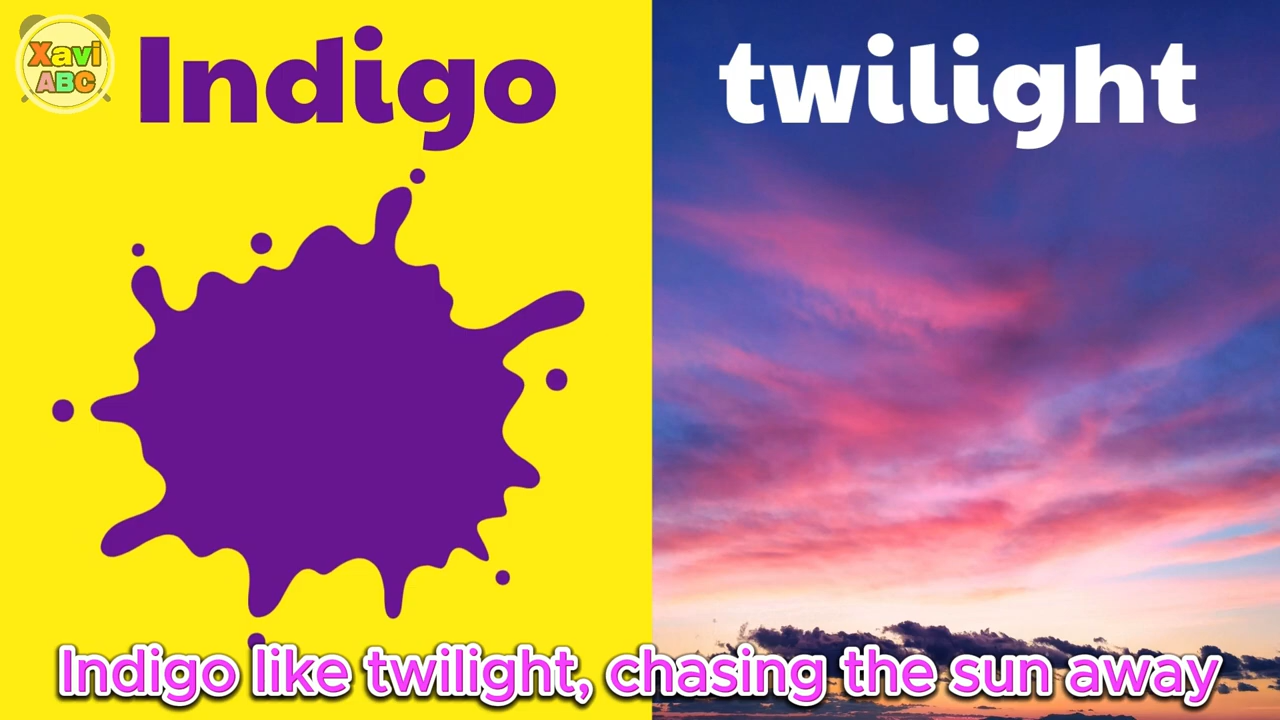 Xavi
ABC
Indigo
twilight
Indigo like twilight, chasing the sun away